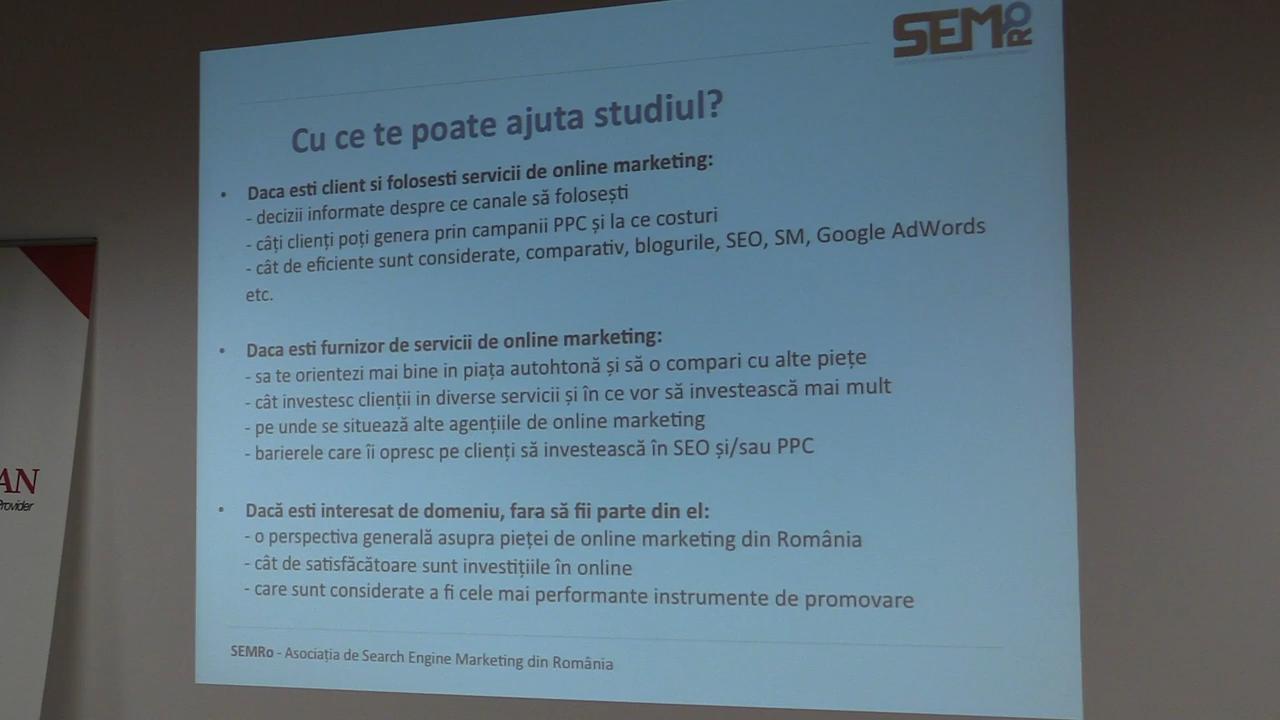 SEMRO
Cu ce te poate ajuta studiul?
• Daca esti client si folosesti servicii de online marketing:
- decizii informate despre ce canale să folosești
- câți clienți poți genera prin campanii PPC și la ce costuri
- cât de eficiente sunt considerate, comparativ, blogurile, SEO, SM, Google AdWords
etc.
• Daca esti furnizor de servicii de online marketing:
- sa te orientezi mai bine in piața autohtonă și să o compari cu alte piețe
- cât investesc clienții in diverse servicii și în ce vor să investească mai mult
- pe unde se situează alte agențiile de online marketing
- barierele care îi opresc pe clienți să investească în SEO și/sau PPC
• Dacă esti interesat de domeniu, fara să fii parte din el:
- o perspectiva generală asupra pieței de online marketing din România
- cât de satisfăcătoare sunt investițiile în online
- care sunt considerate a fi cele mai performante instrumente de promovare
SEMRo - Asociația de Search Engine Marketing din România
AN
Provider